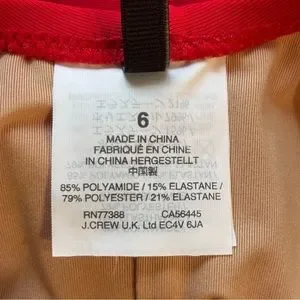 6
MADE IN CHINA
FABRIQUÉ EN CHINE
IN CHINA HERGESTELLT
中国製
85% POLYAMIDE / 15% ELASTANE /
79% POLYESTER / 21% ELASTANE
RN77388 CA56445
J.CREW U.K. Ltd EC4V 6JA